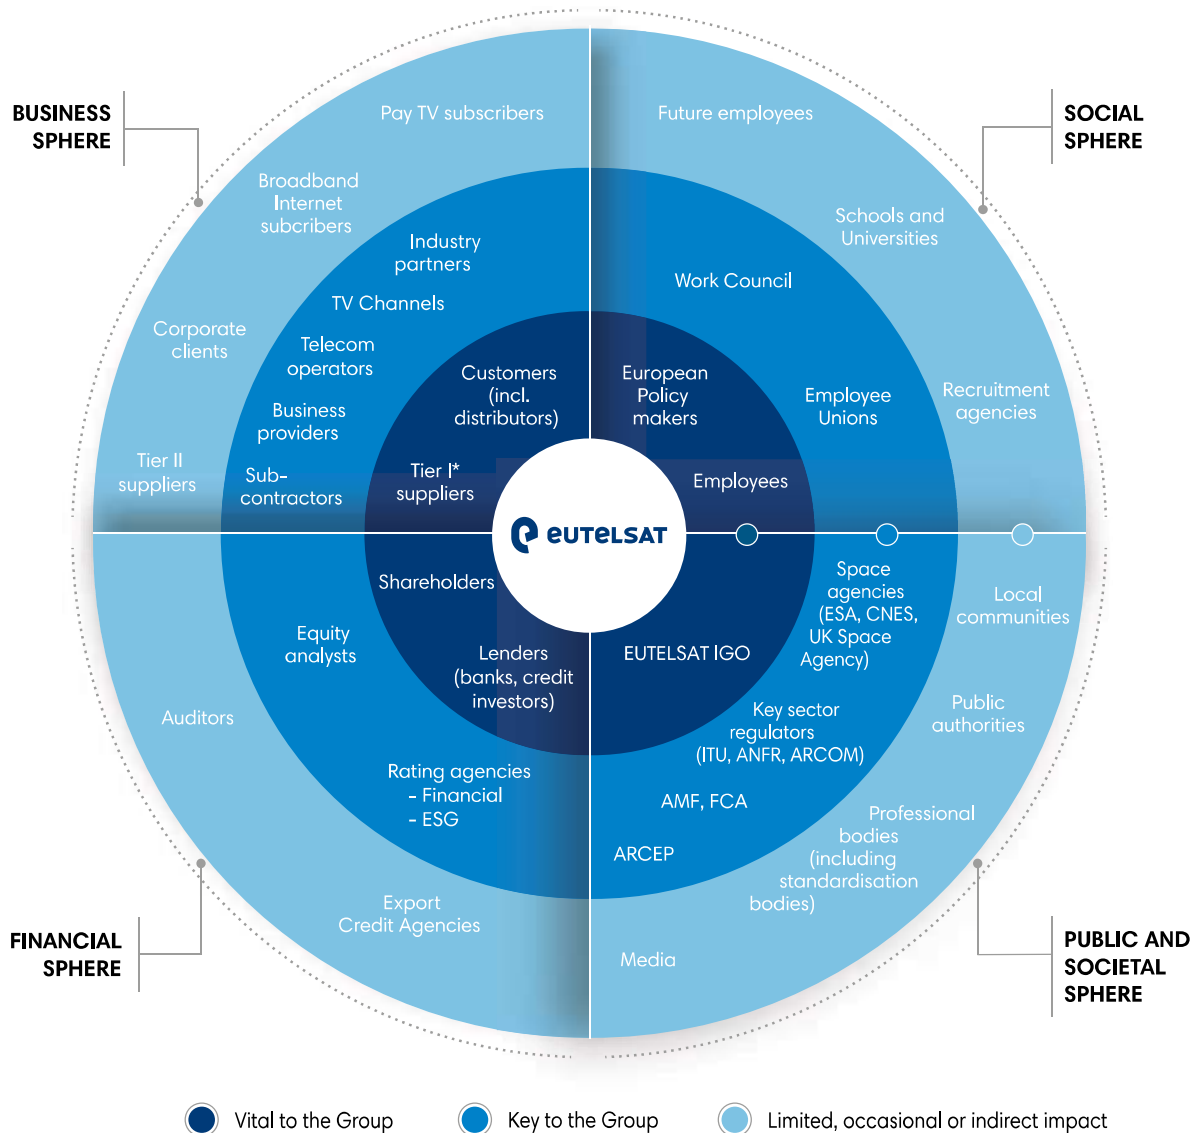 BUSINESS
SPHERE
SOCIAL
SPHERE
Pay TV subscribers
Broadband
Internet
subcribers
Corporate
clients
Tier II
suppliers
Industry
partners
TV Channels
Telecom
operators
Business
providers
Sub-
contractors
Customers
(incl.
distributors)
Tier I*
suppliers
Future employees
Schools and
Universities
Recruitment
agencies
Work Council
Employee
Unions
European
Policy
makers
Employees
eUTeLSAT
Shareholders
Lenders
(banks, credit
investors)
Equity
analysts
Rating agencies
- Financial
- ESG
Auditors
Export
Credit Agencies
EUTELSAT IGO
Space
agencies
(ESA, CNES,
UK Space
Agency)
Key sector
regulators
(ITU, ANFR, ARCOM)
AMF, FCA
ARCEP
Local
communities
Public
authorities
Professional
bodies
(including
standardisation
bodies)
Media
FINANCIAL
SPHERE
PUBLIC AND
SOCIETAL
SPHERE
Vital to the Group
Key to the Group
Limited, occasional or indirect impact